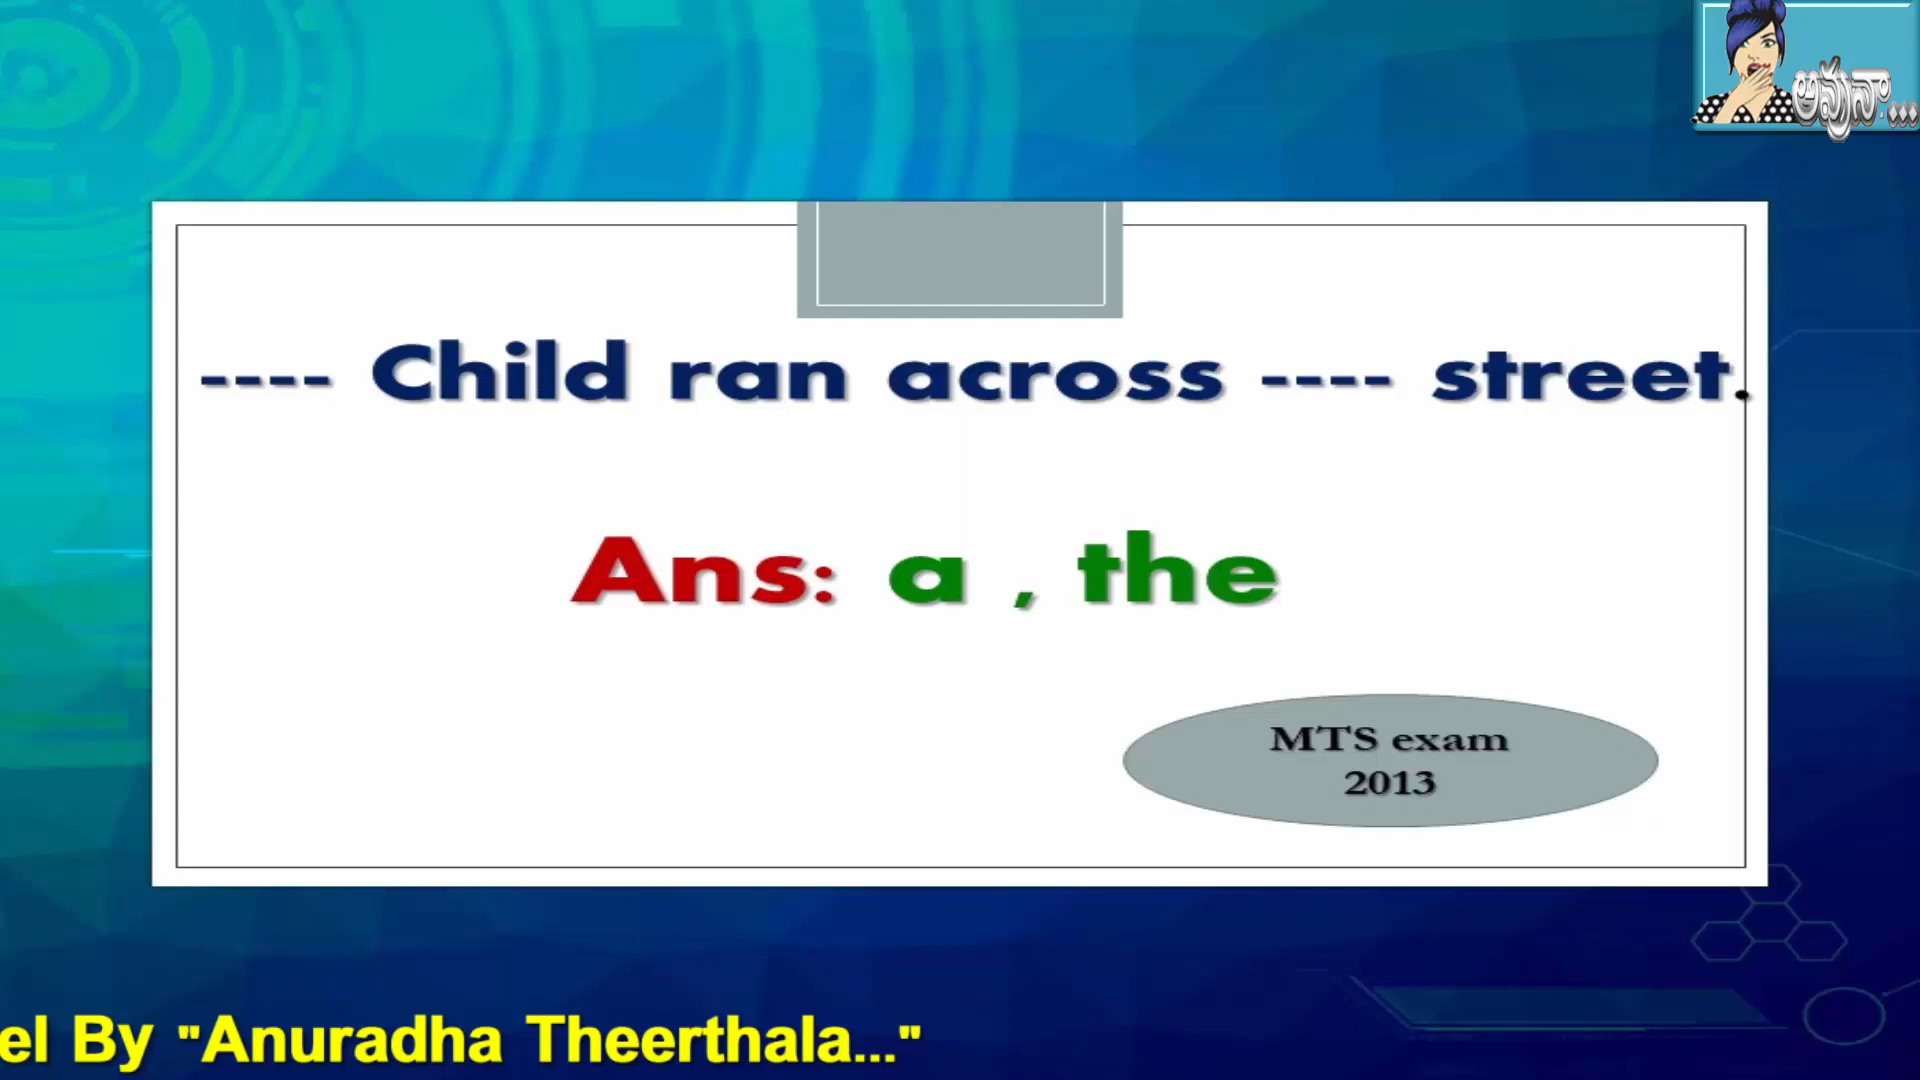 అవునా...
---- Child ran across ---- street.
Ans: a , the
MTS exam
2013
el By "Anuradha Theerthala..."